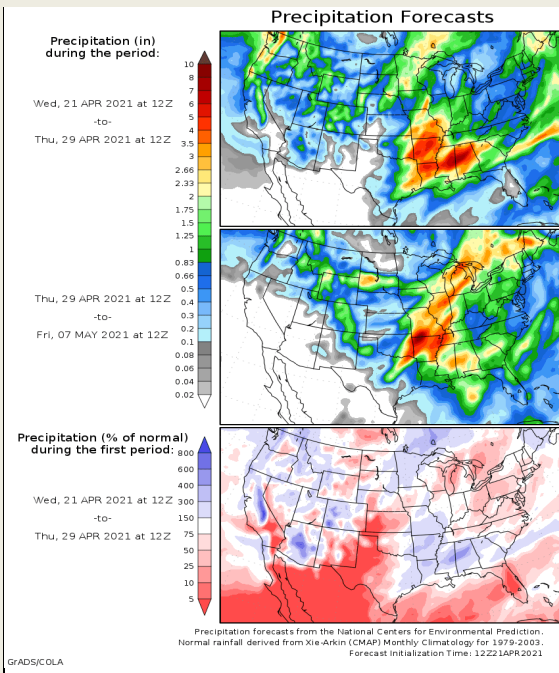 Precipitation Forecasts
Precipitation (in)
during the period:
Wed, 21 APR 2021 at 12Z
-to-
Thu, 29 APR 2021 at 12Z
10
8
7
6
5
4
3.5
3
2.66
2.33
2
1.75
1.5
1.25
1
0.83
0.66
0.5
0.4
0.3
0.2
0.1
0.08
0.06
0.04
0.02
Thu, 29 APR 2021 at 12Z
-to-
Fri, 07 MAY 2021 at 12Z
Precipitation (% of normal)
during the first period:
Wed, 21 APR 2021 at 12Z
-to-
Thu, 29 APR 2021 at 12Z
800
600
400
300
150
75
50
25
10
5
Precipitation forecasts from the National Centers for Environmental Prediction.
Normal rainfall derived from Xie-Arkin (CMAP) Monthly Climatology for 1979-2003.
Forecast Initialization Time: 12Z21APR2021
GrADS/COLA